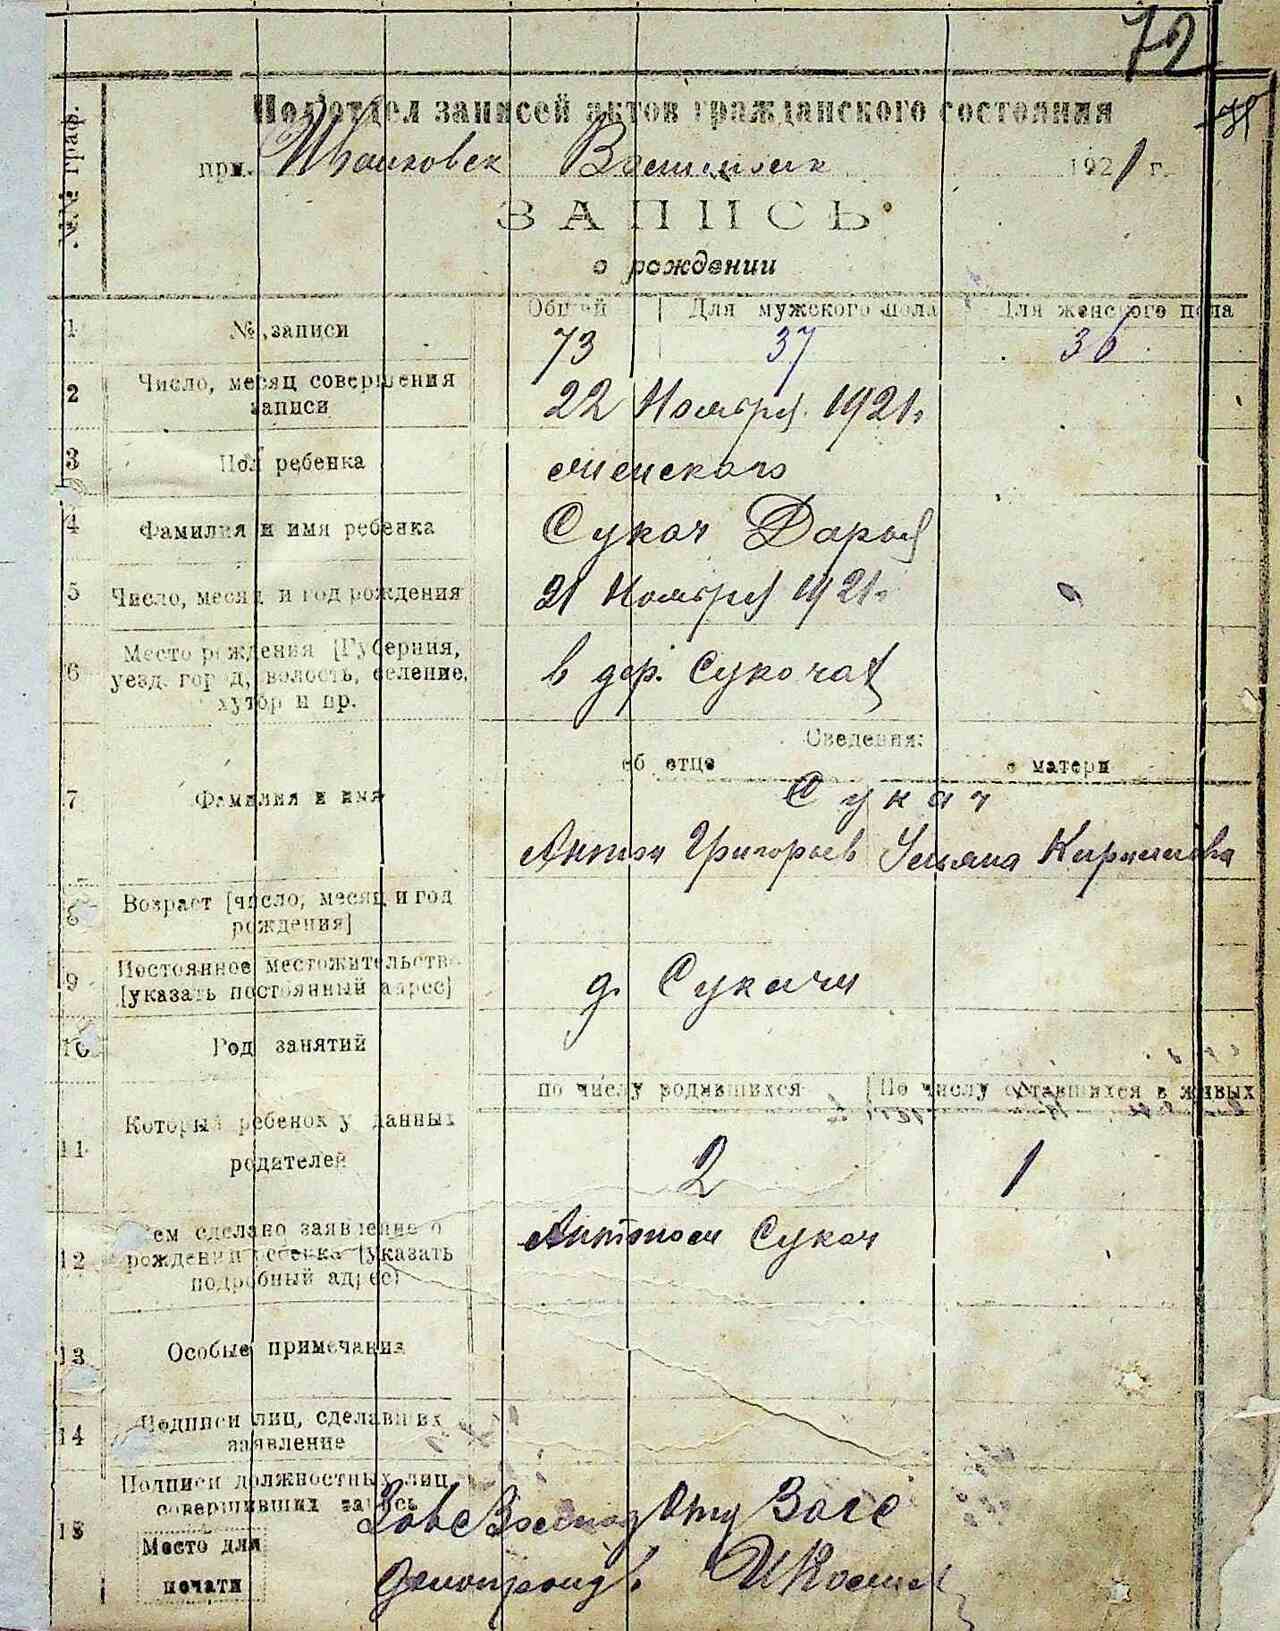 72
Подотдел записей актов гражданского состояния
№№ граф.
при 1921 г.
ЗАПИСЬ
о рождении
Общий Для мужского пола Для женского пола
1 № записи 73 37 36
2 Число, месяц совершения
записи 22 Ноября 1921 г.
3 Пол ребенка женского
4 Фамилия и имя ребенка Сукач Дарья
5 Число, месяц и год рождения 21 Ноября 1921 г.
6 Место рождения [Губерния,
уезд, город, волость, селение,
хутор и пр. в дер. Сукочах
Сведения:
об отце о матери
7 Фамилия и имя Сукач
Антон Григорьев Ульяна Кирилова
8 Возраст [число, месяц и год
рождения]
9 Постоянное местожительство
[указать постоянный адрес] д. Сукачи
10 Род занятий
по числу родившихся По числу оставшихся в живых
11 Который ребенок у данных
родителей 2 1
12 Кем сделано заявление о
рождении ребенка [указать
подробный адрес] Антоном Сукач
13 Особые примечания
14 Подписи лиц, сделавших
заявление
15 Подписи должностных лиц,
совершивших запись
Место для
печати